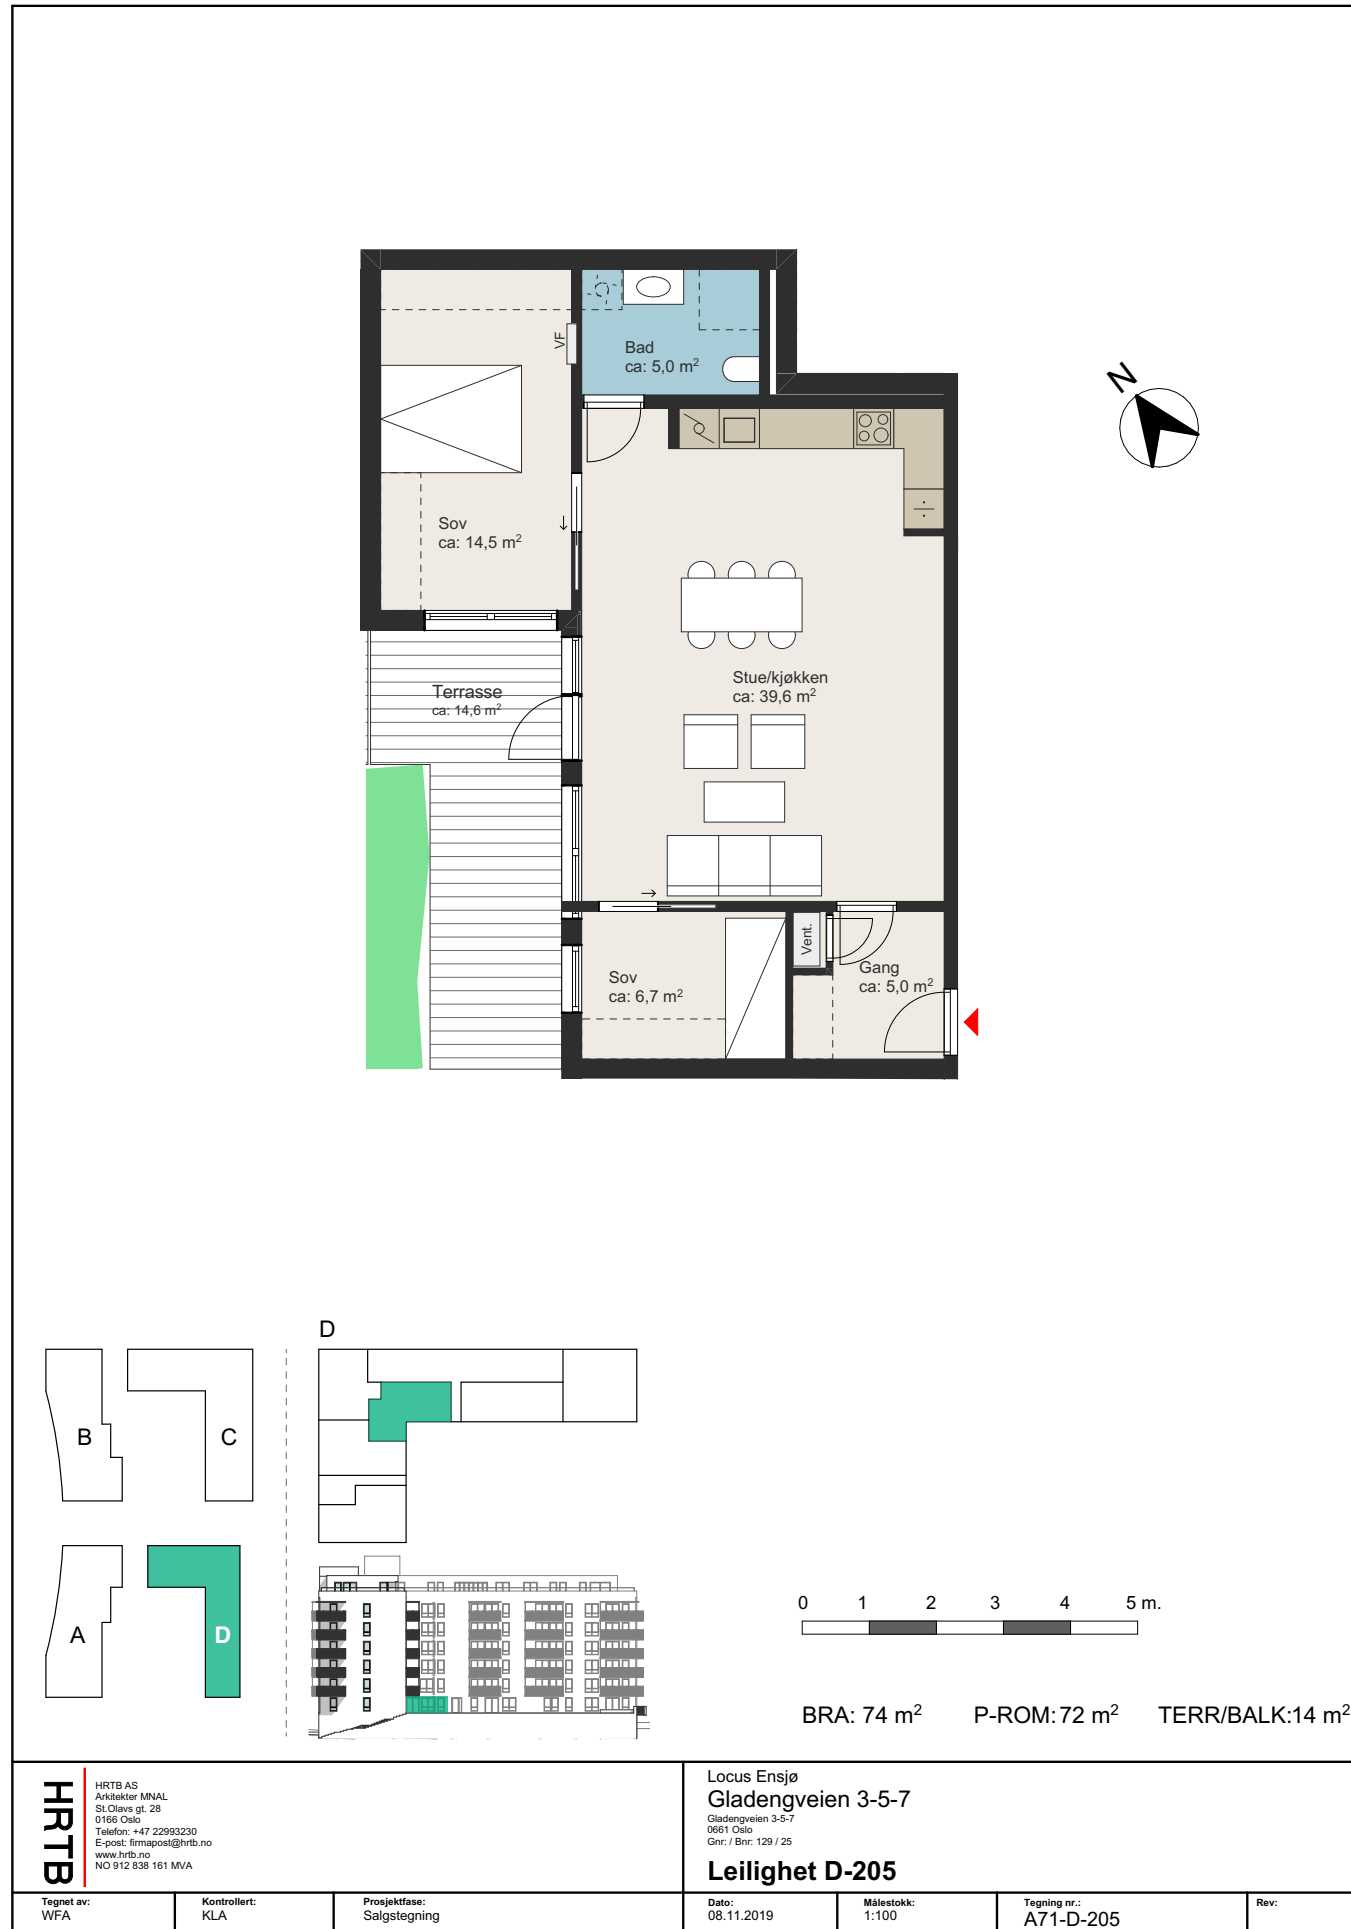 Bad
ca: 5,0 m²
VF
N
Sov
ca: 14,5 m²
Stue/kjøkken
ca: 39,6 m²
Terrasse
ca: 14,6 m²
Vent.
Gang
ca: 5,0 m²
Sov
ca: 6,7 m²
D
B
C
A
D
0 1 2 3 4 5 m.
BRA: 74 m² P-ROM: 72 m² TERR/BALK:14 m²
HRTB
HRTB AS
Arkitekter MNAL
St.Olavs gt. 28
0166 Oslo
Telefon: +47 22993230
E-post: firmapost@hrtb.no
www.hrtb.no
NO 912 838 161 MVA
Locus Ensjø
Gladengveien 3-5-7
Gladengveien 3-5-7
0661 Oslo
Gnr: / Bnr: 129 / 25
Leilighet D-205
Tegnet av:
WFA
Kontrollert:
KLA
Prosjektfase:
Salgstegning
Dato:
08.11.2019
Målestokk:
1:100
Tegning nr.:
A71-D-205
Rev: